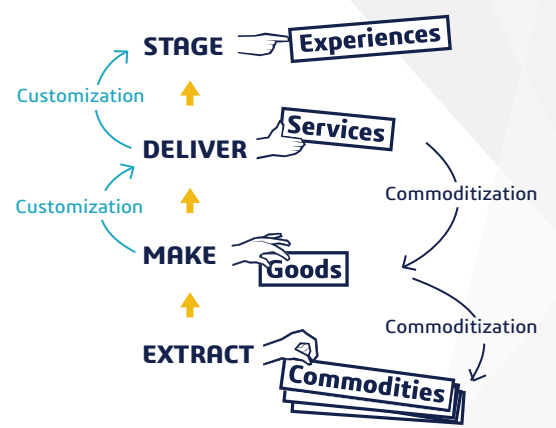 STAGE
Experiences
Customization
DELIVER
Services
Commoditization
Customization
MAKE
Goods
Commoditization
EXTRACT
Commodities